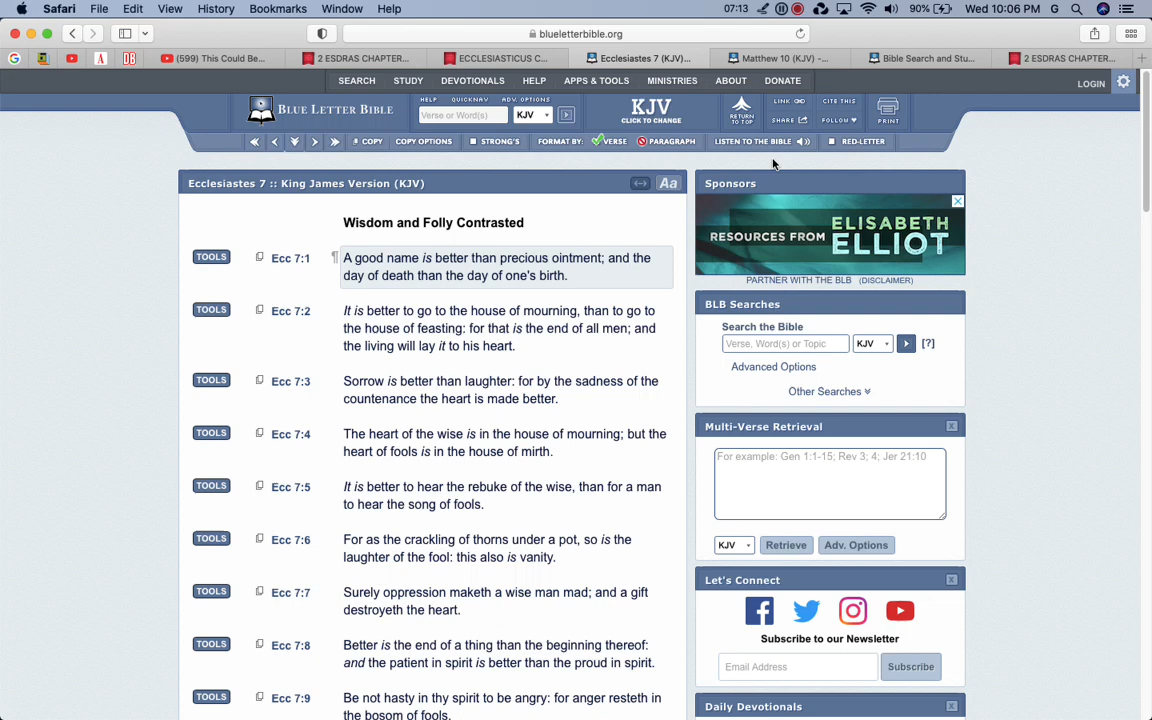 Safari File Edit View History Bookmarks Window Help 07:13 90% Wed 10:06 PM G
blueletterbible.org
(599) This Could Be... 2 ESDRAS CHAPTER... ECCLESIASTICUS C... Ecclesiastes 7 (KJV)... Matthew 10 (KJV) -... Bible Search and Stu... 2 ESDRAS CHAPTER...
SEARCH STUDY DEVOTIONALS HELP APPS & TOOLS MINISTRIES ABOUT DONATE LOGIN
BLUE LETTER BIBLE
HELP QUICKNAV ADV. OPTIONS
Verse or Word(s) KJV
KJV
CLICK TO CHANGE
RETURN
TO TOP
LINK CITE THIS
SHARE FOLLOW
PRINT
COPY COPY OPTIONS STRONG'S FORMAT BY: VERSE PARAGRAPH LISTEN TO THE BIBLE RED-LETTER
Ecclesiastes 7 :: King James Version (KJV) Aa
Wisdom and Folly Contrasted
TOOLS Ecc 7:1 ¶ A good name is better than precious ointment; and the
day of death than the day of one's birth.
TOOLS Ecc 7:2 It is better to go to the house of mourning, than to go to
the house of feasting: for that is the end of all men; and
the living will lay it to his heart.
TOOLS Ecc 7:3 Sorrow is better than laughter: for by the sadness of the
countenance the heart is made better.
TOOLS Ecc 7:4 The heart of the wise is in the house of mourning; but the
heart of fools is in the house of mirth.
TOOLS Ecc 7:5 It is better to hear the rebuke of the wise, than for a man
to hear the song of fools.
TOOLS Ecc 7:6 For as the crackling of thorns under a pot, so is the
laughter of the fool: this also is vanity.
TOOLS Ecc 7:7 Surely oppression maketh a wise man mad; and a gift
destroyeth the heart.
TOOLS Ecc 7:8 Better is the end of a thing than the beginning thereof:
and the patient in spirit is better than the proud in spirit.
TOOLS Ecc 7:9 Be not hasty in thy spirit to be angry: for anger resteth in
the bosom of fools.
Sponsors
RESOURCES FROM ELISABETH
ELLIOT
PARTNER WITH THE BLB (DISCLAIMER)
BLB Searches
Search the Bible
Verse, Word(s) or Topic KJV [?]
Advanced Options
Other Searches
Multi-Verse Retrieval
For example: Gen 1:1-15; Rev 3; 4; Jer 21:10
KJV Retrieve Adv. Options
Let's Connect
Subscribe to our Newsletter
Email Address Subscribe
Daily Devotionals